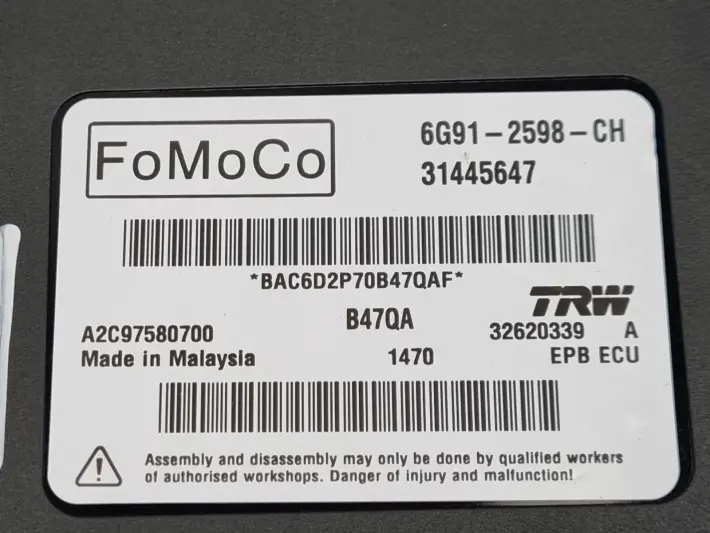 FoMoCo
6G91-2598-CH
31445647
*BAC6D2P70B47QAF*
TRW
B47QA
A2C97580700
32620339 A
Made in Malaysia
1470
EPB ECU
Assembly and disassembly may only be done by qualified workers
of authorised workshops. Danger of injury and malfunction!